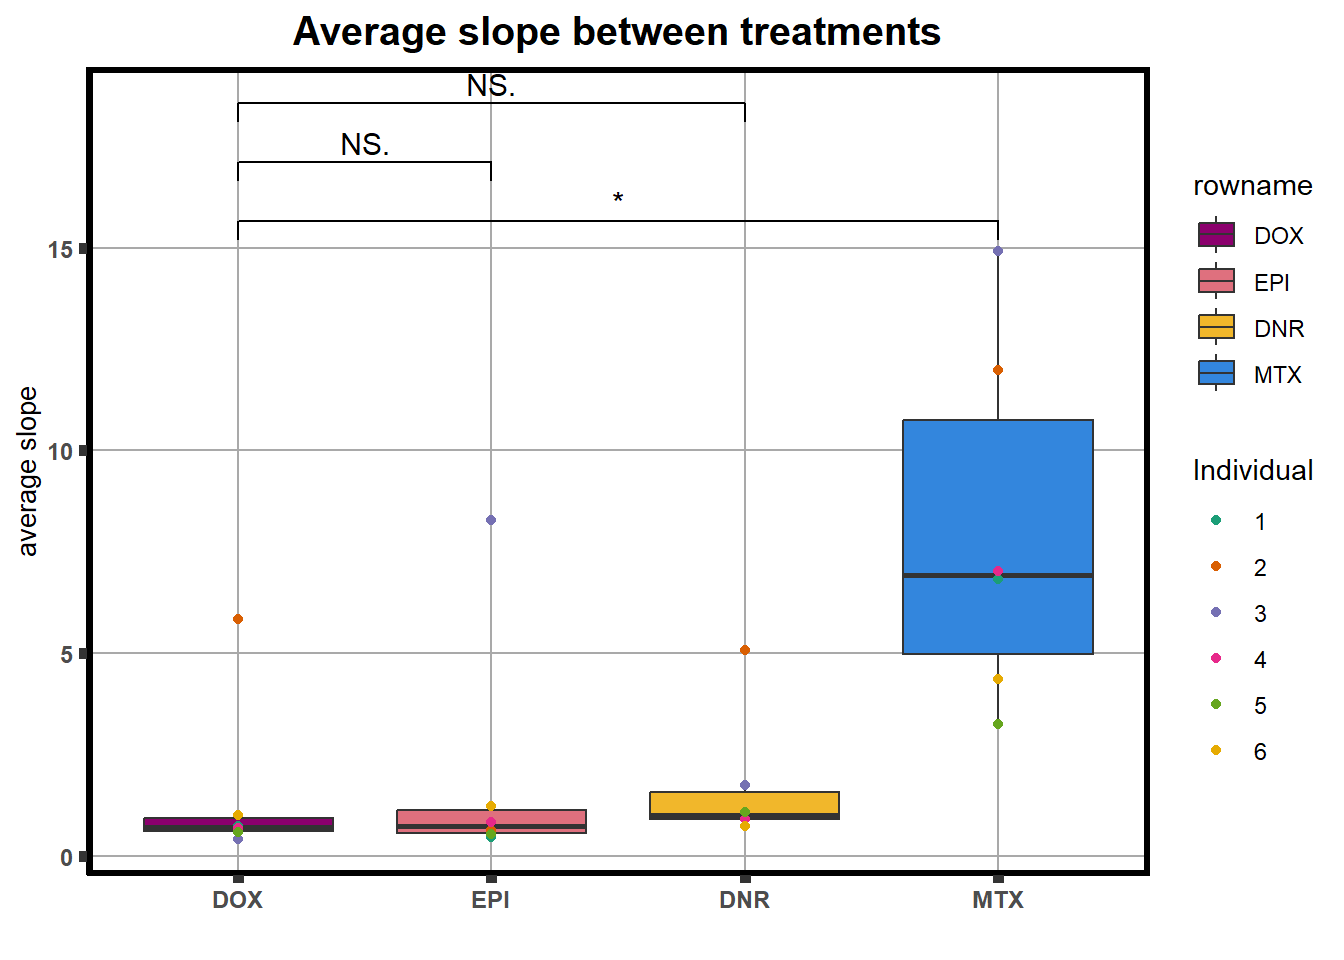 Average slope between treatments
NS.
NS.
*
15
10
5
0
average slope
DOX
EPI
DNR
MTX
rowname
DOX
EPI
DNR
MTX
Individual
1
2
3
4
5
6